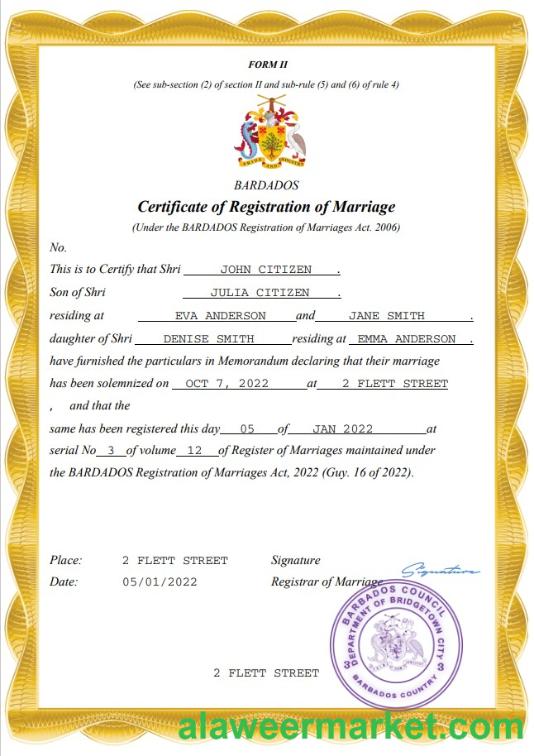 FORM II
(See sub-section (2) of section II and sub-rule (5) and (6) of rule 4)
BARDADOS
Certificate of Registration of Marriage
(Under the BARDADOS Registration of Marriages Act. 2006)
No.
This is to Certify that Shri JOHN CITIZEN .
Son of Shri JULIA CITIZEN .
residing at EVA ANDERSON and JANE SMITH .
daughter of Shri DENISE SMITH residing at EMMA ANDERSON .
have furnished the particulars in Memorandum declaring that their marriage
has been solemnized on OCT 7, 2022 at 2 FLETT STREET
, and that the
same has been registered this day 05 of JAN 2022 at
serial No 3 of volume 12 of Register of Marriages maintained under
the BARDADOS Registration of Marriages Act, 2022 (Guy. 16 of 2022).
Place: 2 FLETT STREET Signature Signature
Date: 05/01/2022 Registrar of Marriage
BARBADOS COUNCIL
DEPARTMENT OF BRIDGETOWN CITY
3 3
BARBADOS COUNTRY
2 FLETT STREET
alaweermarket.com